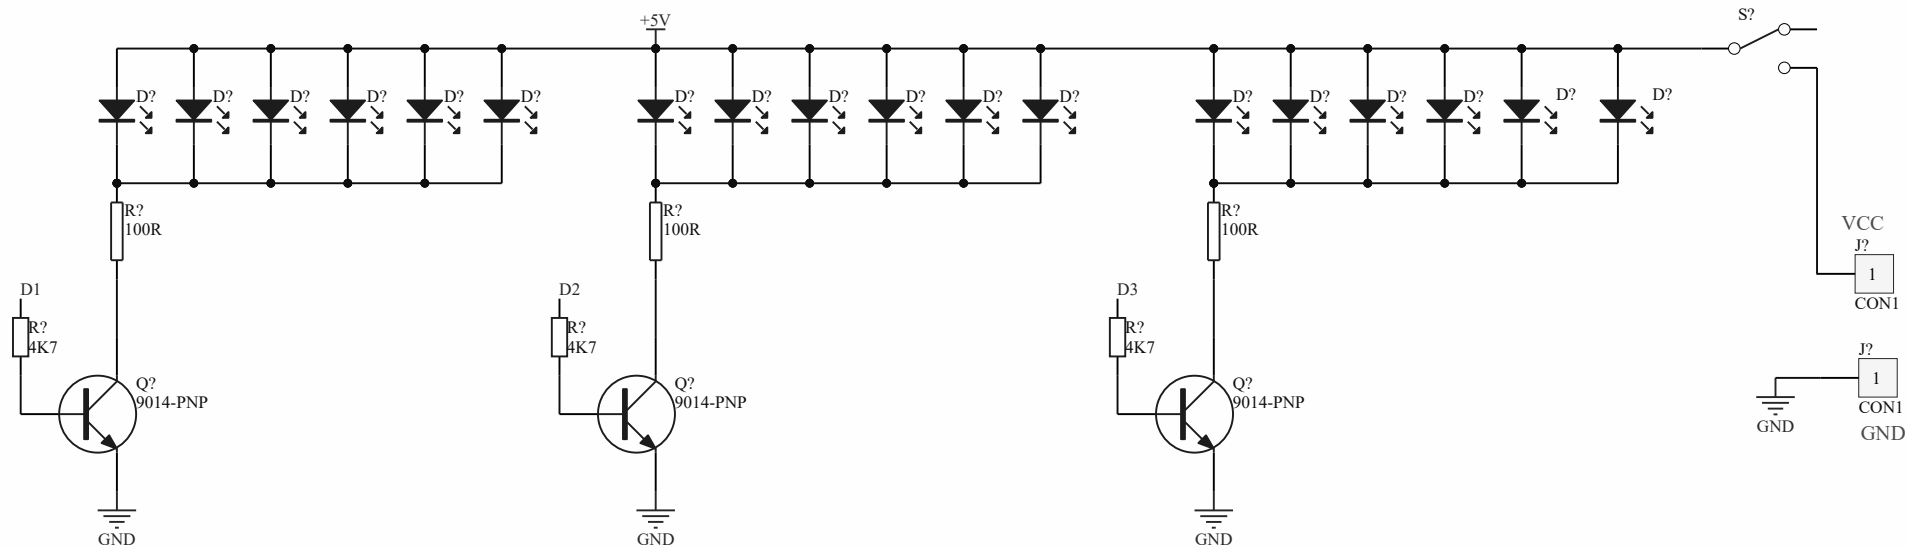 +5V
S?
D? D? D? D? D? D? D? D? D? D? D? D? D? D? D? D? D? D?
R?
100R
R?
100R
R?
100R
VCC
J?
1
CON1
D1
R?
4K7
Q?
9014-PNP
GND
D2
R?
4K7
Q?
9014-PNP
GND
D3
R?
4K7
Q?
9014-PNP
GND
J?
1
CON1
GND
GND